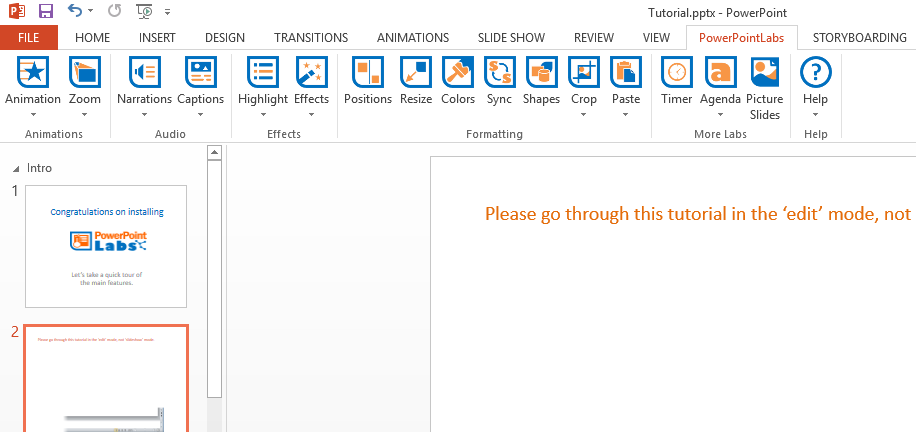 Tutorial.pptx - PowerPoint
FILE HOME INSERT DESIGN TRANSITIONS ANIMATIONS SLIDE SHOW REVIEW VIEW PowerPointLabs STORYBOARDING
Animation Zoom Narrations Captions Highlight Effects Positions Resize Colors Sync Shapes Crop Paste Timer Agenda Picture Slides Help
Animations Audio Effects Formatting More Labs Help
Intro
1
Congratulations on installing
PowerPoint
Labs
Let's take a quick tour of
the main features.
2
Please go through this tutorial in the 'edit' mode, not 'slideshow' mode.
Please go through this tutorial in the ‘edit’ mode, not